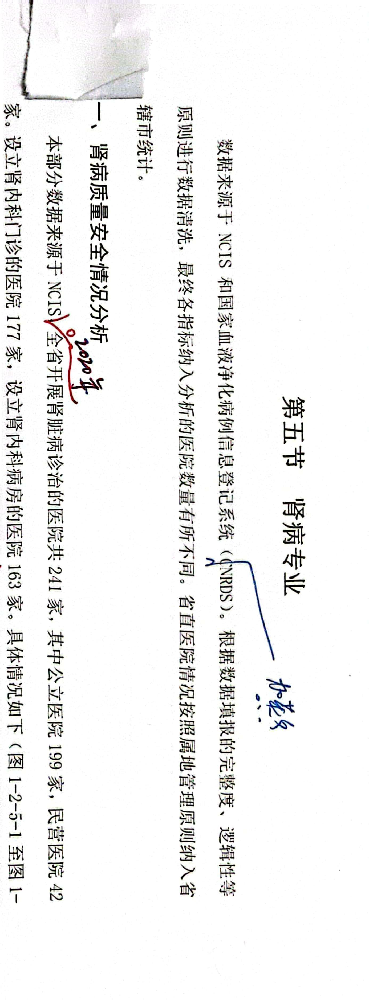 第五节 肾病专业
数据来源于 NCIS 和国家血液净化病例信息登记系统（CNRDS）。根据数据填报的完整度、逻辑性等
原则进行数据清洗，最终各指标纳入分析的医院数量有所不同。省直医院情况按照属地管理原则纳入省
辖市统计。
一、肾病质量安全情况分析
2020年
本部分数据来源于 NCIS 全省开展肾脏病诊治的医院共 241 家，其中公立医院 199 家，民营医院 42
家。设立肾内科门诊的医院 177 家，设立肾内科病房的医院 163 家。具体情况如下（图 1-2-5-1 至图 1-